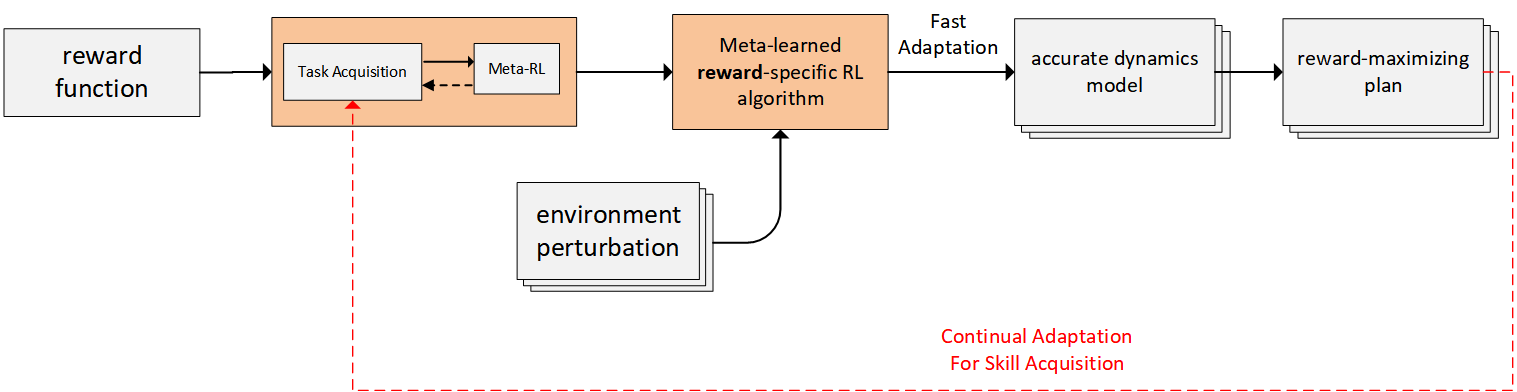 reward
function
Task Acquisition
Meta-RL
Meta-learned
reward-specific RL
algorithm
Fast
Adaptation
accurate dynamics
model
reward-maximizing
plan
environment
perturbation
Continual Adaptation
For Skill Acquisition